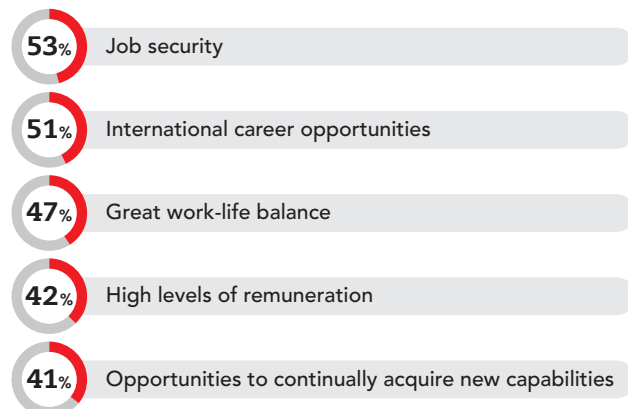 53% Job security
51% International career opportunities
47% Great work-life balance
42% High levels of remuneration
41% Opportunities to continually acquire new capabilities